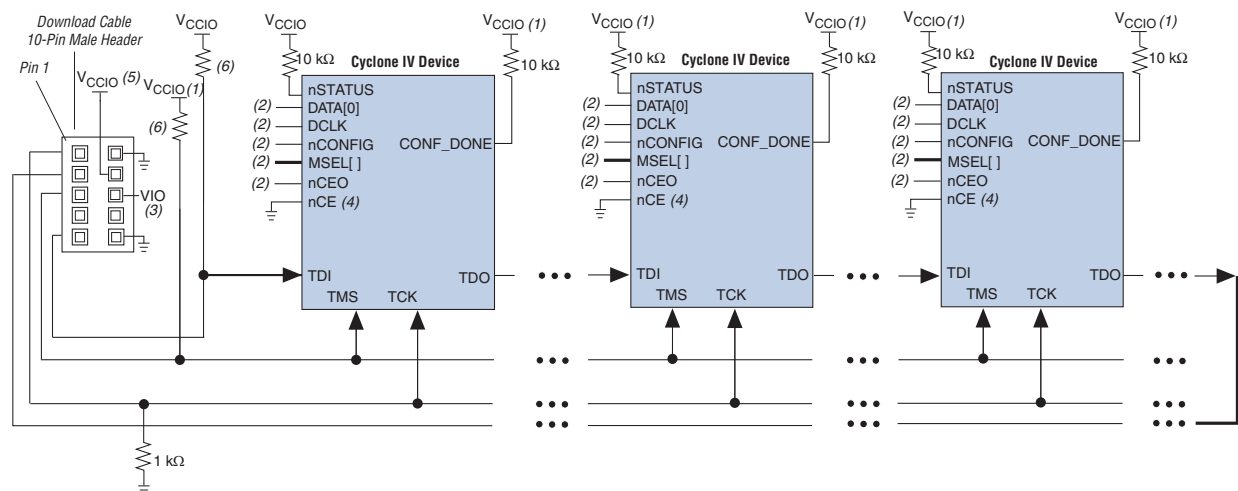 Download Cable
10-Pin Male Header
Pin 1
VCCIO (5)
VCCIO(1)
(6)
VCCIO
(6)
VIO
(3)
1 kΩ
VCCIO
10 kΩ
Cyclone IV Device
VCCIO (1)
10 kΩ
nSTATUS
(2) DATA[0]
(2) DCLK
(2) nCONFIG
CONF_DONE
(2) MSEL[ ]
(2) nCEO
nCE (4)
TDI
TDO
TMS
TCK
VCCIO (1)
10 kΩ
Cyclone IV Device
VCCIO (1)
10 kΩ
nSTATUS
(2) DATA[0]
(2) DCLK
(2) nCONFIG
CONF_DONE
(2) MSEL[ ]
(2) nCEO
nCE (4)
TDI
TDO
TMS
TCK
VCCIO(1)
10 kΩ
Cyclone IV Device
VCCIO (1)
10 kΩ
nSTATUS
(2) DATA[0]
(2) DCLK
(2) nCONFIG
CONF_DONE
(2) MSEL[ ]
(2) nCEO
nCE (4)
TDI
TDO
TMS
TCK